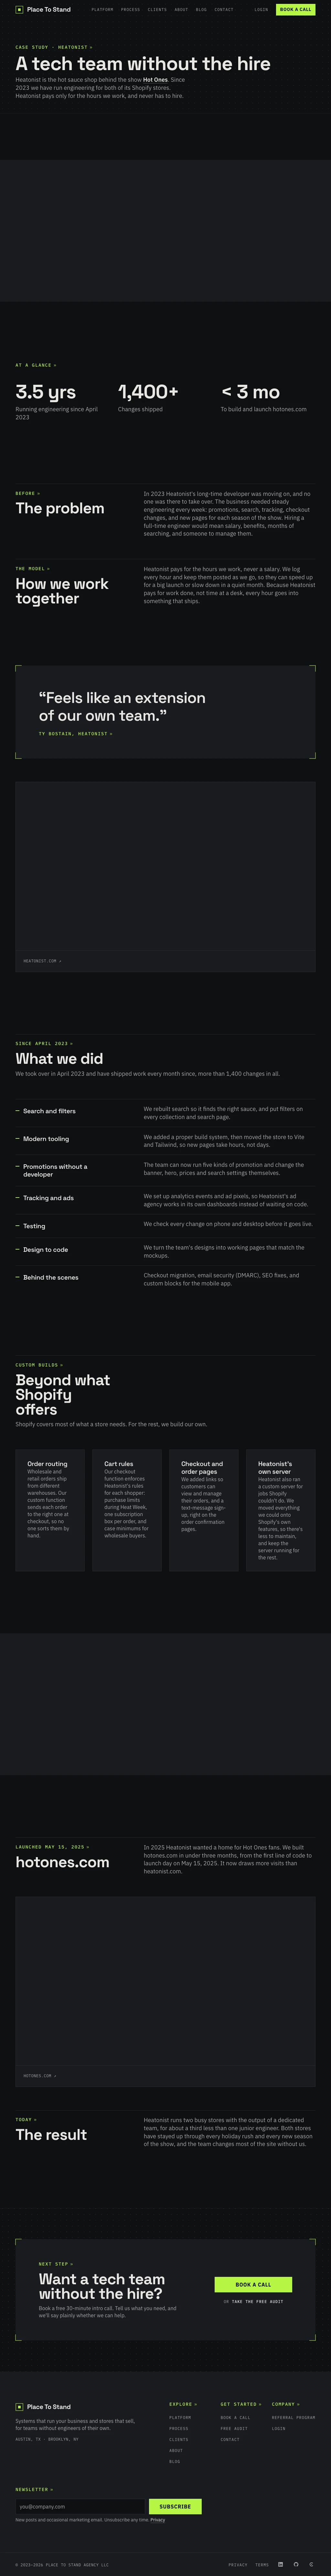 Place To Stand
PLATFORM PROCESS CLIENTS ABOUT BLOG CONTACT
LOGIN BOOK A CALL
CASE STUDY · HEATONIST
A tech team without the hire
Heatonist is the hot sauce shop behind the show Hot Ones. Since
2023 we have run engineering for both of its Shopify stores.
Heatonist pays only for the hours we work, and never has to hire.
AT A GLANCE
3.5 yrs
Running engineering since April
2023
1,400+
Changes shipped
< 3 mo
To build and launch hotones.com
BEFORE
The problem
In 2023 Heatonist's long-time developer was moving on, and no
one was there to take over. The business needed steady
engineering every week: promotions, search, tracking, checkout
changes, and new pages for each season of the show. Hiring a
full-time engineer would mean salary, benefits, months of
searching, and someone to manage them.
THE MODEL
How we work
together
Heatonist pays for the hours we work, never a salary. We log
every hour and keep them posted as we go, so they can speed up
for a big launch or slow down in a quiet month. Because Heatonist
pays for work done, not time at a desk, every hour goes into
something that ships.
“Feels like an extension
of our own team.”
TY BOSTAIN, HEATONIST
HEATONIST.COM
SINCE APRIL 2023
What we did
We took over in April 2023 and have shipped work every month since, more than 1,400 changes in all.
Search and filters
We rebuilt search so it finds the right sauce, and put filters on
every collection and search page.
Modern tooling
We added a proper build system, then moved the store to Vite
and Tailwind, so new pages take hours, not days.
Promotions without a
developer
The team can now run five kinds of promotion and change the
banner, hero, prices and search settings themselves.
Tracking and ads
We set up analytics events and ad pixels, so Heatonist's ad
agency works in its own dashboards instead of waiting on code.
Testing
We check every change on phone and desktop before it goes live.
Design to code
We turn the team's designs into working pages that match the
mockups.
Behind the scenes
Checkout migration, email security (DMARC), SEO fixes, and
custom blocks for the mobile app.
CUSTOM BUILDS
Beyond what
Shopify
offers
Shopify covers most of what a store needs. For the rest, we build our own.
Order routing
Wholesale and
retail orders ship
from different
warehouses. Our
custom function
sends each order
to the right one at
checkout, so no
one sorts them by
hand.
Cart rules
Our checkout
function enforces
Heatonist's rules
for each shopper:
purchase limits
during Heat Week,
one subscription
box per order, and
case minimums for
wholesale buyers.
Checkout and
order pages
We added links so
customers can
view and manage
their orders, and a
text-message sign-
up, right on the
order confirmation
pages.
Heatonist's
own server
Heatonist also ran
a custom server for
jobs Shopify
couldn't do. We
moved everything
we could onto
Shopify's own
features, so there's
less to maintain,
and keep the
server running for
the rest.
LAUNCHED MAY 15, 2025
hotones.com
In 2025 Heatonist wanted a home for Hot Ones fans. We built
hotones.com in under three months, from the first line of code to
launch day on May 15, 2025. It now draws more visits than
heatonist.com.
HOTONES.COM
TODAY
The result
Heatonist runs two busy stores with the output of a dedicated
team, for about a third less than one junior engineer. Both stores
have stayed up through every holiday rush and every new season
of the show, and the team changes most of the site without us.
NEXT STEP
Want a tech team
without the hire?
Book a free 30-minute intro call. Tell us what you need, and
we'll say plainly whether we can help.
BOOK A CALL
OR TAKE THE FREE AUDIT
Place To Stand
Systems that run your business and stores that sell,
for teams without engineers of their own.
AUSTIN, TX · BROOKLYN, NY
EXPLORE
PLATFORM
PROCESS
CLIENTS
ABOUT
BLOG
GET STARTED
BOOK A CALL
FREE AUDIT
CONTACT
COMPANY
REFERRAL PROGRAM
LOGIN
NEWSLETTER
you@company.com
SUBSCRIBE
New posts and occasional marketing email. Unsubscribe any time. Privacy
© 2023–2026 PLACE TO STAND AGENCY LLC
PRIVACY TERMS